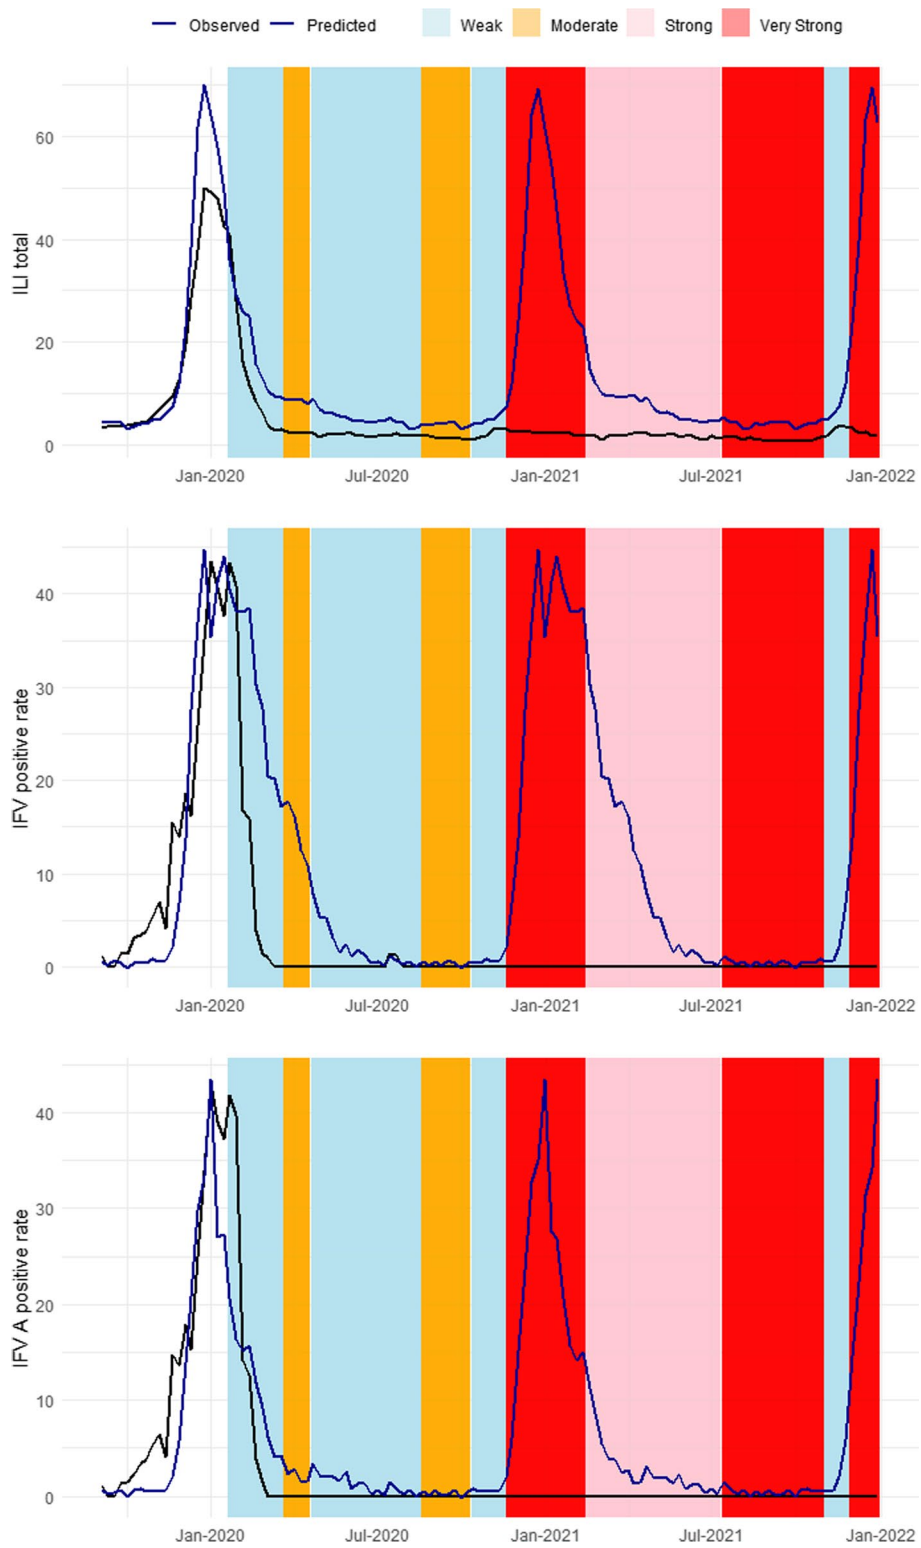 Observed Predicted Weak Moderate Strong Very Strong
ILI total
60
40
20
0
Jan-2020 Jul-2020 Jan-2021 Jul-2021 Jan-2022
IFV positive rate
40
30
20
10
0
Jan-2020 Jul-2020 Jan-2021 Jul-2021 Jan-2022
IFV A positive rate
40
30
20
10
0
Jan-2020 Jul-2020 Jan-2021 Jul-2021 Jan-2022